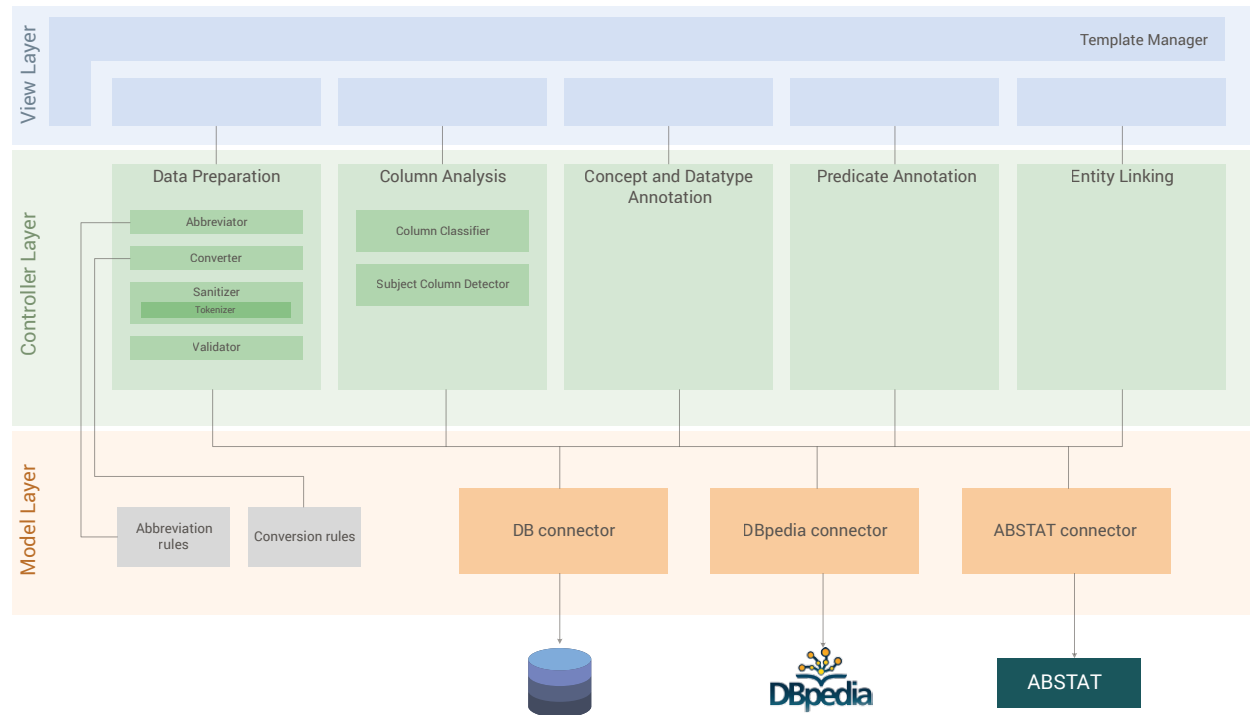 View Layer
Template Manager
Controller Layer
Data Preparation
Abbreviator
Converter
Sanitizer
Tokenizer
Validator
Column Analysis
Column Classifier
Subject Column Detector
Concept and Datatype
Annotation
Predicate Annotation
Entity Linking
Model Layer
Abbreviation
rules
Conversion rules
DB connector
DBpedia connector
ABSTAT connector
DBpedia
ABSTAT